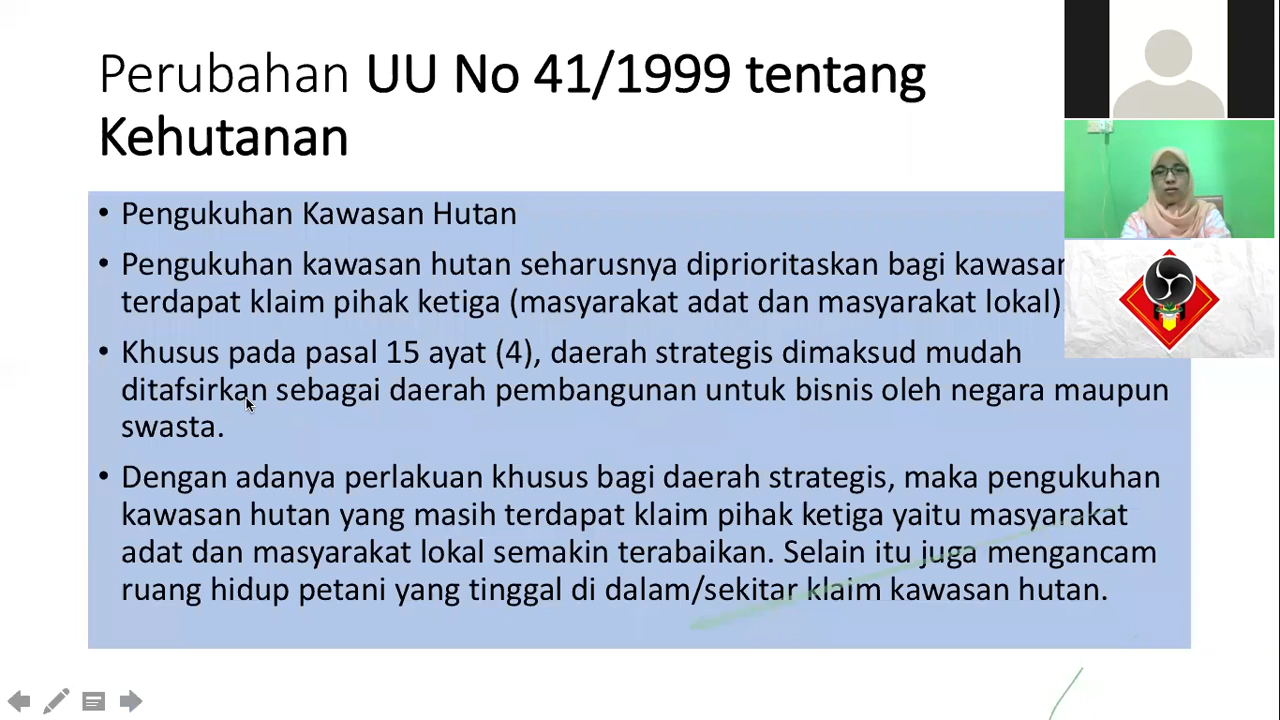 Perubahan UU No 41/1999 tentang
Kehutanan
• Pengukuhan Kawasan Hutan
• Pengukuhan kawasan hutan seharusnya diprioritaskan bagi
terdapat klaim pihak ketiga (masyarakat adat dan masyarakat lokal)
• Khusus pada pasal 15 ayat (4), daerah strategis dimaksud mudah
ditafsirkan sebagai daerah pembangunan untuk bisnis oleh negara maupun
swasta.
• Dengan adanya perlakuan khusus bagi daerah strategis, maka pengukuhan
kawasan hutan yang masih terdapat klaim pihak ketiga yaitu masyarakat
adat dan masyarakat lokal semakin terabaikan. Selain itu juga mengancam
ruang hidup petani yang tinggal di dalam/sekitar klaim kawasan hutan.